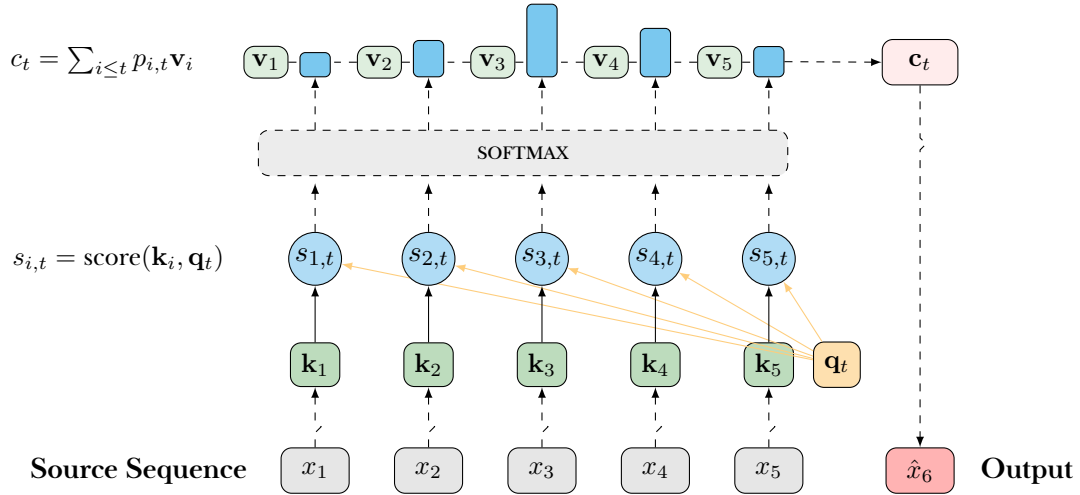 c_t = ∑_{i≤t} p_{i,t} v_i v_1 v_2 v_3 v_4 v_5 c_t
SOFTMAX
s_{i,t} = score(k_i, q_t) s_{1,t} s_{2,t} s_{3,t} s_{4,t} s_{5,t}
k_1 k_2 k_3 k_4 k_5 q_t
Source Sequence x_1 x_2 x_3 x_4 x_5 x̂_6 Output